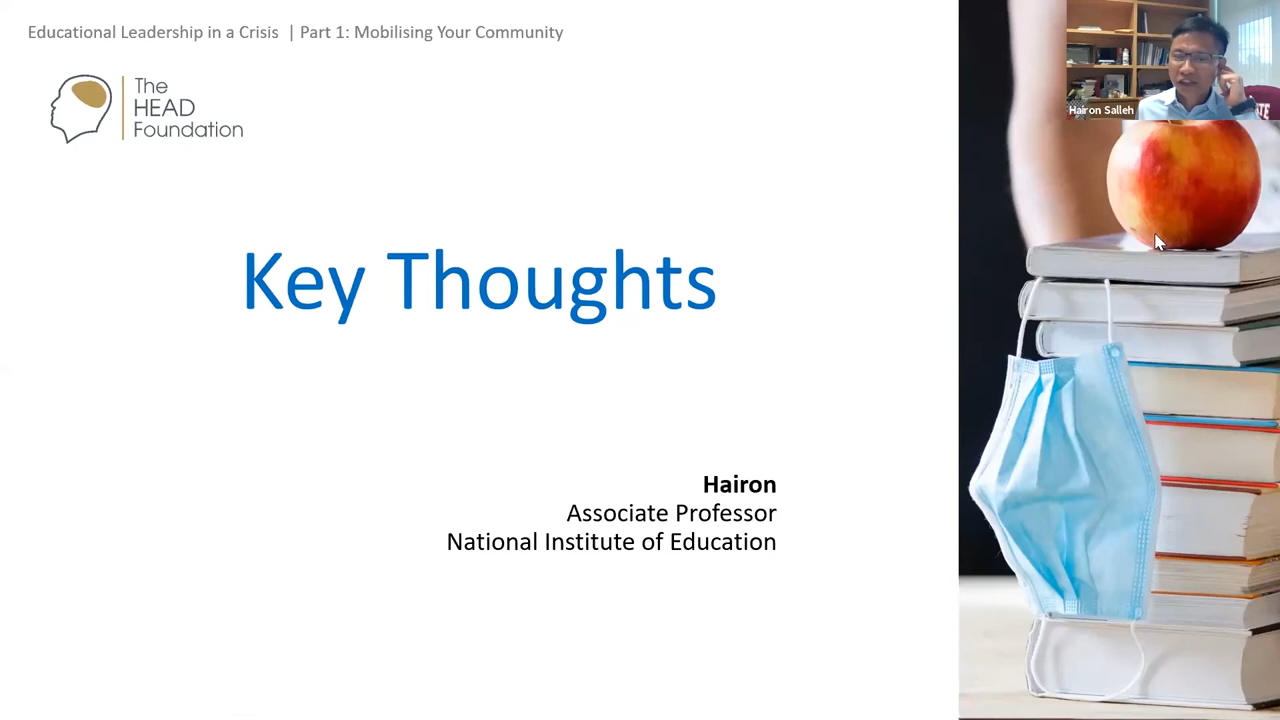 Educational Leadership in a Crisis | Part 1: Mobilising Your Community
The
HEAD
Foundation
Hairon Salleh
Key Thoughts
Hairon
Associate Professor
National Institute of Education